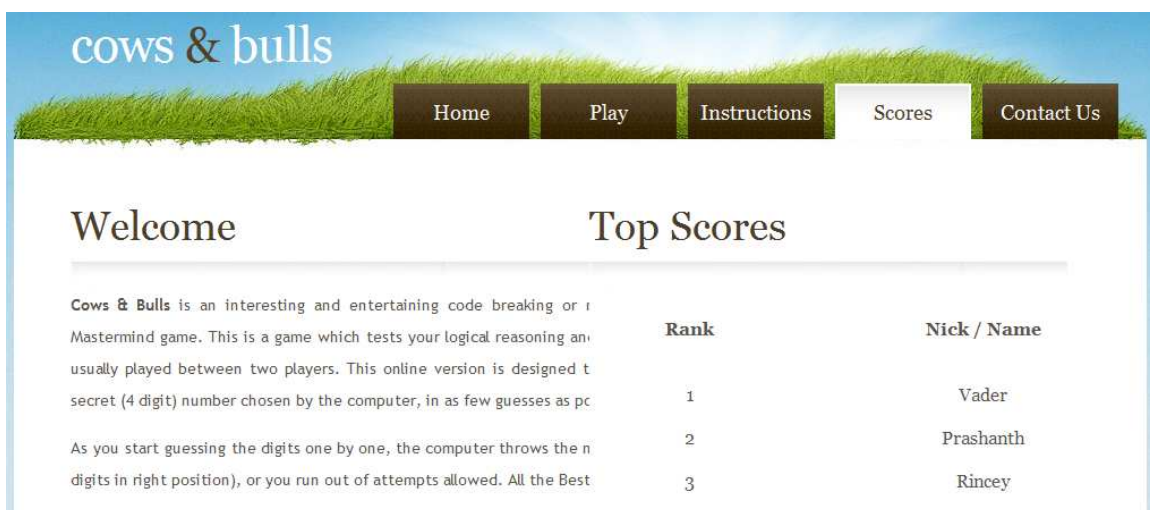 cows & bulls
Home Play Instructions Scores Contact Us
Welcome
Cows & Bulls is an interesting and entertaining code breaking or
Mastermind game. This is a game which tests your logical reasoning
usually played between two players. This online version is designed
secret (4 digit) number chosen by the computer, in as few guesses as
As you start guessing the digits one by one, the computer throws the
digits in right position), or you run out of attempts allowed. All the Best
Top Scores
Rank Nick / Name
1 Vader
2 Prashanth
3 Rincey